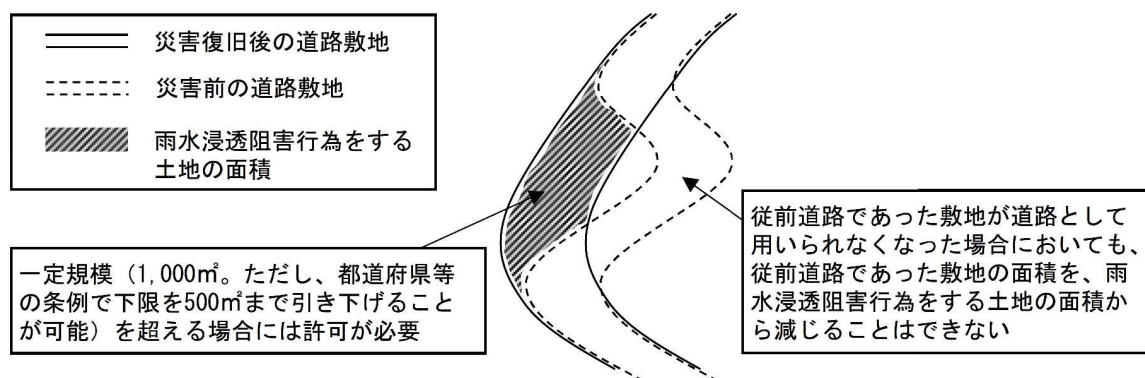 災害復旧後の道路敷地
災害前の道路敷地
雨水浸透阻害行為をする
土地の面積
一定規模（1,000㎡。ただし、都道府県等
の条例で下限を500㎡まで引き下げること
が可能）を超える場合には許可が必要
従前道路であった敷地が道路として
用いられなくなった場合においても、
従前道路であった敷地の面積を、雨
水浸透阻害行為をする土地の面積か
ら減じることはできない